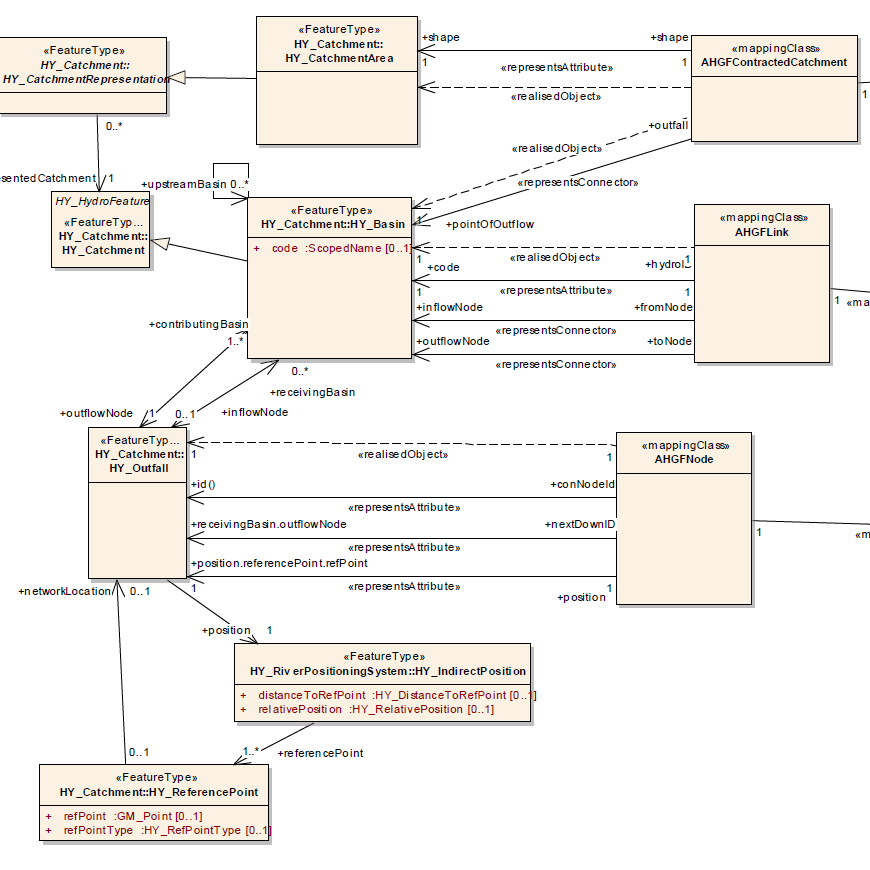 «FeatureType»
HY_Catchment::
HY_CatchmentRepresentation
«FeatureType»
HY_Catchment::
HY_CatchmentArea
+shape
1
+shape
1
«representsAttribute»
«realisedObject»
«mappingClass»
AHGFContractedCatchment
1
0..*
1
sentedCatchment
+upstreamBasin 0..*
HY_HydroFeature
«FeatureTyp...
HY_Catchment::
HY_Catchment
«FeatureType»
HY_Catchment::HY_Basin
+ code :ScopedName [0..1]
+outfall
«realisedObject»
«representsConnector»
1
+pointOfOutflow
«mappingClass»
AHGFLink
1
«ma
«realisedObject»
1
1
+code
+hydroI
«representsAttribute»
1
1
+inflowNode
+fromNode
«representsConnector»
+outflowNode
+toNode
«representsConnector»
+contributingBasin
1..*
0..*
+receivingBasin
+outflowNode
1
0..1
+inflowNode
«FeatureTyp...
HY_Catchment::
HY_Outfall
1
«realisedObject»
1
«mappingClass»
AHGFNode
1
«m
+id()
+conNodeId
«representsAttribute»
+receivingBasin.outflowNode
+nextDownID
«representsAttribute»
+position.referencePoint.refPoint
«representsAttribute»
1
1
+position
+networkLocation
0..1
+position
1
«FeatureType»
HY_RiverPositioningSystem::HY_IndirectPosition
+ distanceToRefPoint :HY_DistanceToRefPoint [0..1]
+ relativePosition :HY_RelativePosition [0..1]
0..1
1..*
+referencePoint
«FeatureType»
HY_Catchment::HY_ReferencePoint
+ refPoint :GM_Point [0..1]
+ refPointType :HY_RefPointType [0..1]